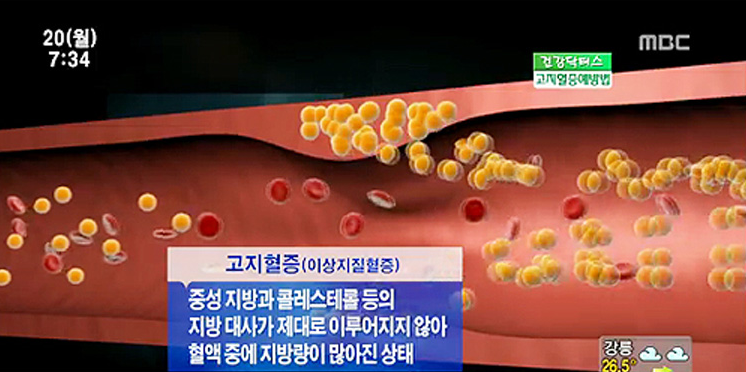 20(월)
7:34
MBC
건강닥터스
고지혈증예방법
고지혈증(이상지질혈증)
중성 지방과 콜레스테롤 등의
지방 대사가 제대로 이루어지지 않아
혈액 중에 지방량이 많아진 상태
강릉
26.5°